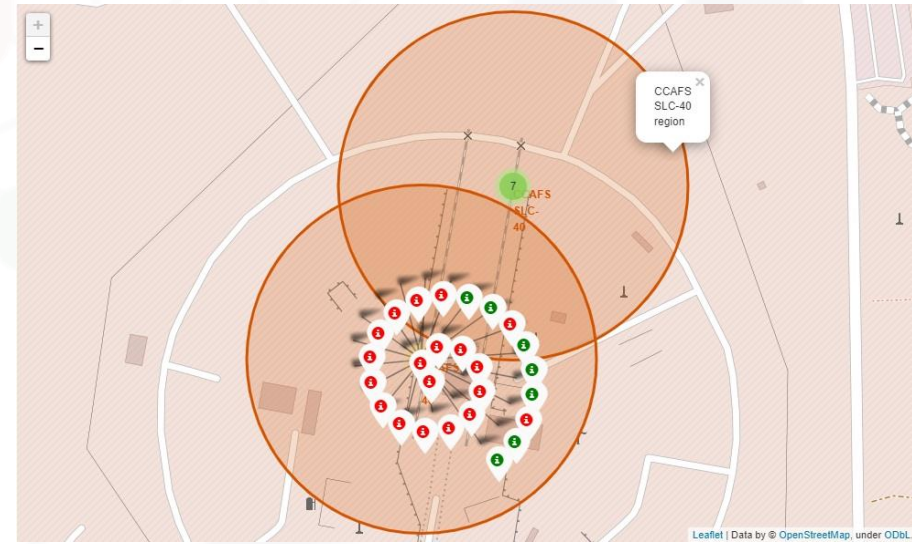 +
−
×
CCAFS
SLC-40
region
7
CCAFS
SLC-
40
Leaflet | Data by © OpenStreetMap, under ODbL.